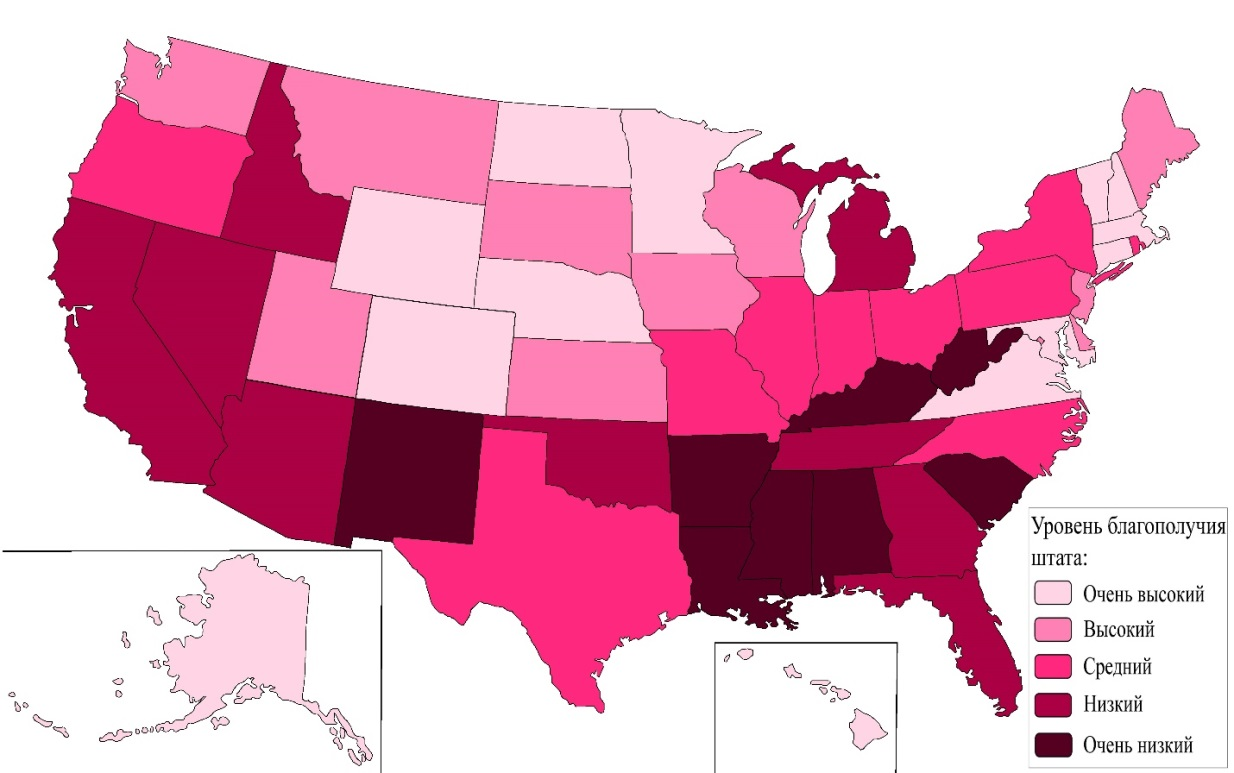 Уровень благополучия
штата:
Очень высокий
Высокий
Средний
Низкий
Очень низкий